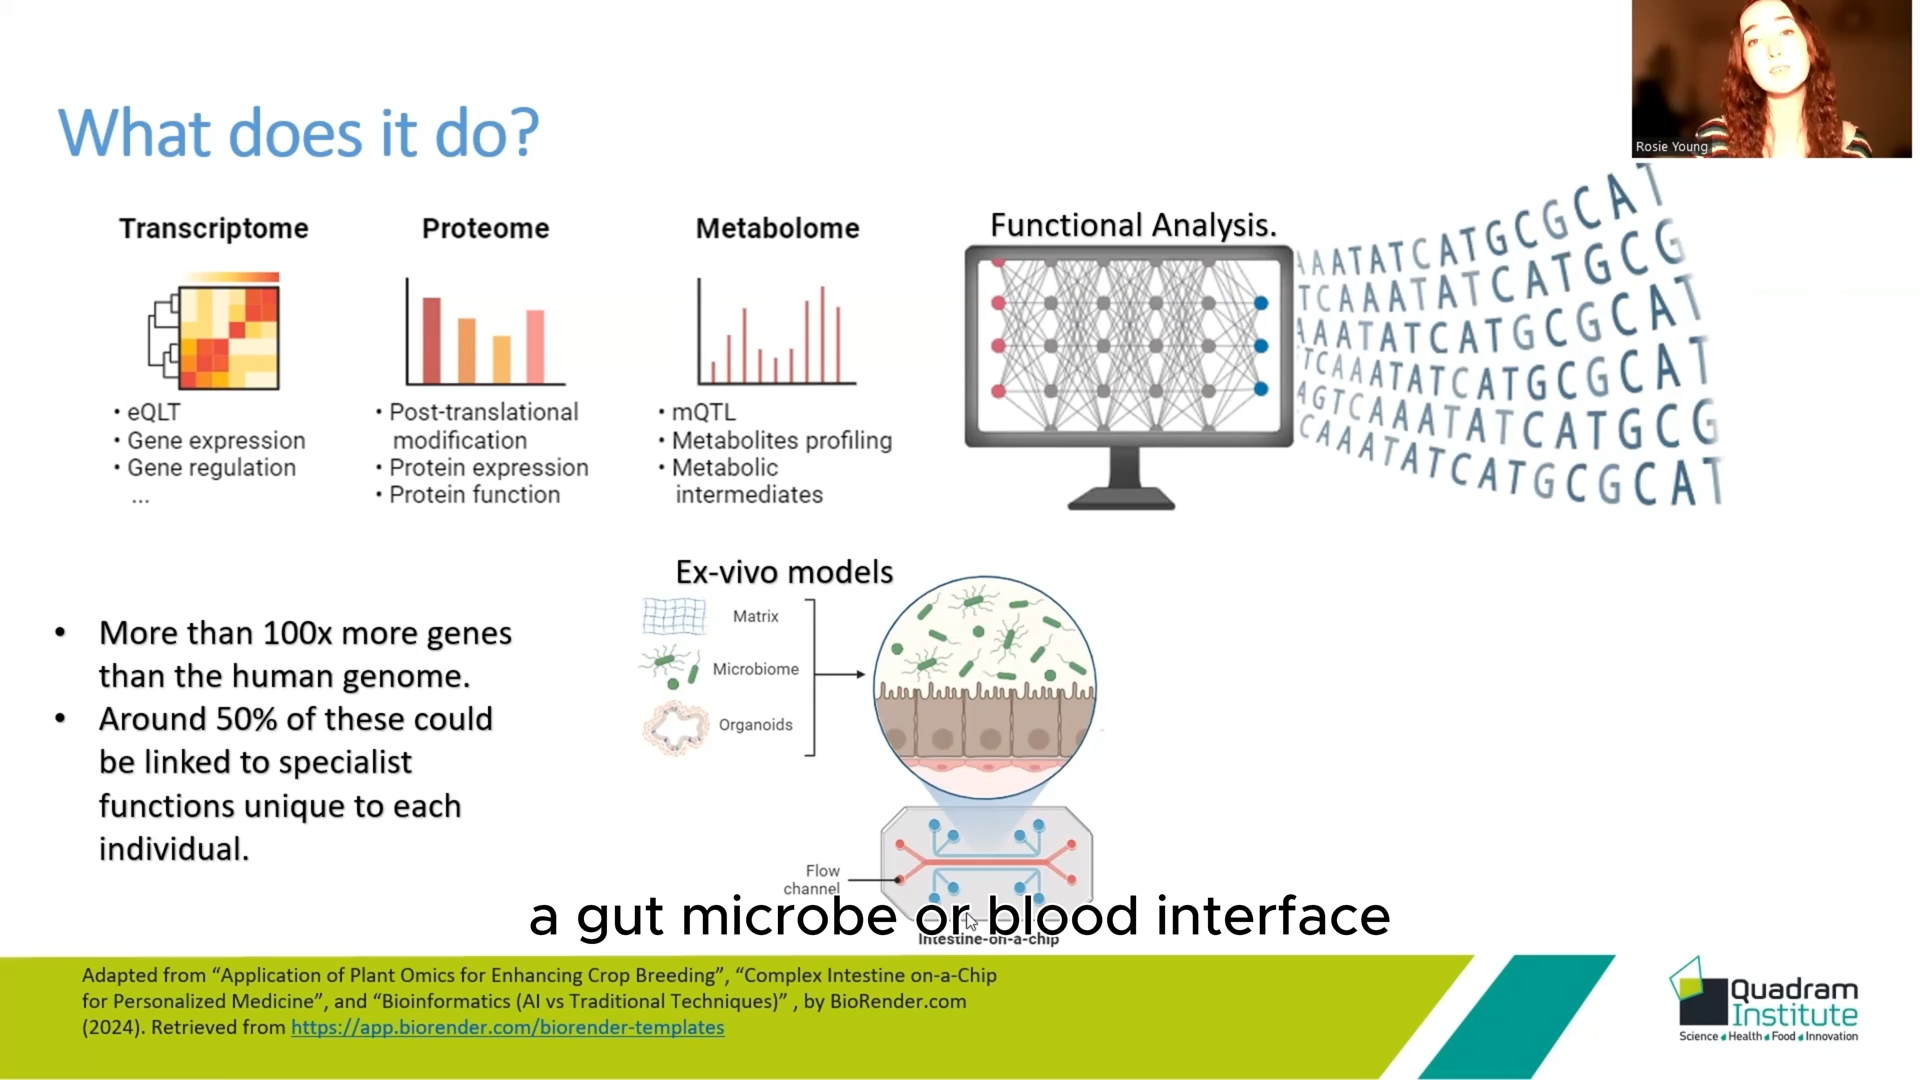 What does it do?
Rosie Young
Transcriptome
Proteome
Metabolome
Functional Analysis.
• eQLT
• Gene expression
• Gene regulation
...
• Post-translational
modification
• Protein expression
• Protein function
• mQTL
• Metabolites profiling
• Metabolic
intermediates
AAATATCATGCGCAT
TCAAATATCATGCG
AAATATCATGCGCAT
TCAAATATCATGCGCAT
AGTCAAATATCATGCG
CAAATATCATGCGCAT
• More than 100x more genes
than the human genome.
• Around 50% of these could
be linked to specialist
functions unique to each
individual.
Ex-vivo models
Matrix
Microbiome
Organoids
Flow
channel
a gut microbe or blood interface
Intestine-on-a-chip
Adapted from “Application of Plant Omics for Enhancing Crop Breeding”, “Complex Intestine on-a-Chip
for Personalized Medicine”, and “Bioinformatics (AI vs Traditional Techniques)” , by BioRender.com
(2024). Retrieved from https://app.biorender.com/biorender-templates
Quadram
Institute
Science • Health • Food • Innovation